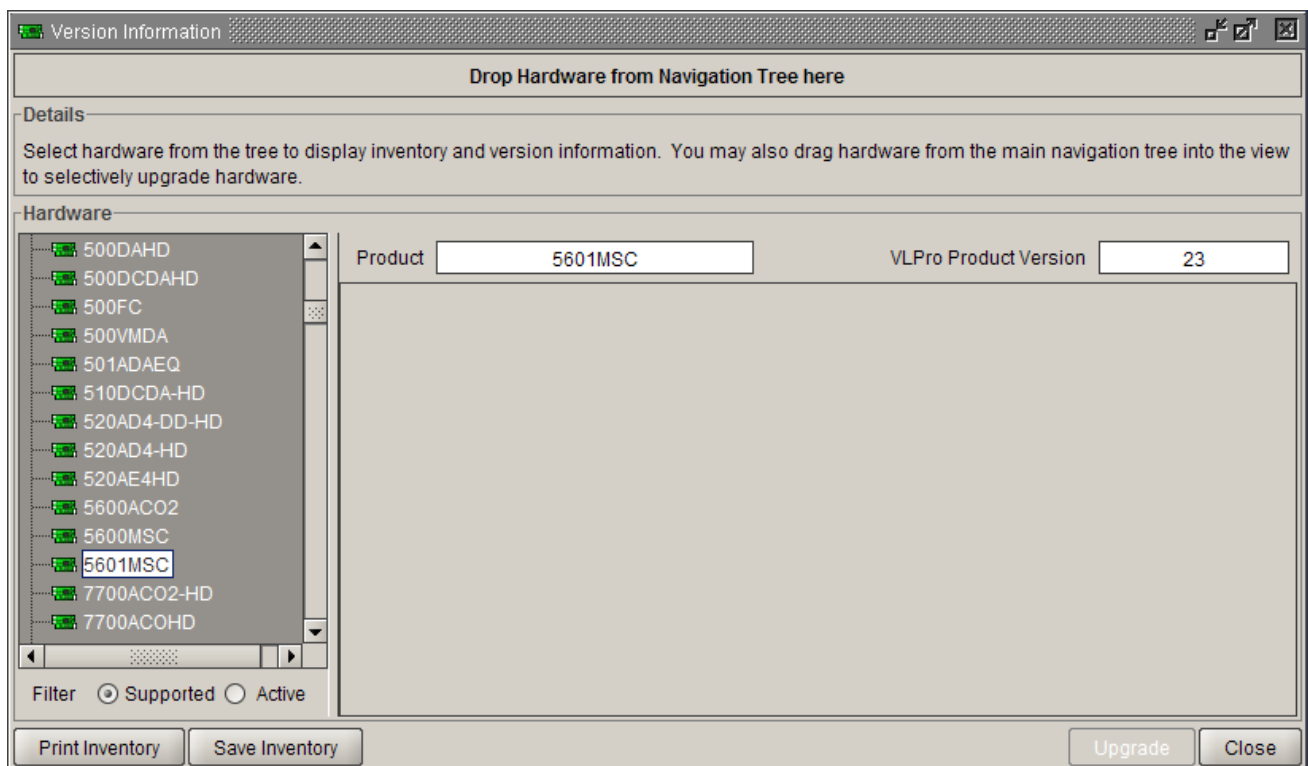 Version Information
Drop Hardware from Navigation Tree here
Details
Select hardware from the tree to display inventory and version information. You may also drag hardware from the main navigation tree into the view
to selectively upgrade hardware.
Hardware
500DAHD
500DCDAHD
500FC
500VMDA
501ADAEQ
510DCDA-HD
520AD4-DD-HD
520AD4-HD
520AE4HD
5600ACO2
5600MSC
5601MSC
7700ACO2-HD
7700ACOHD
Filter Supported Active
Product 5601MSC VLPro Product Version 23
Print Inventory Save Inventory Upgrade Close